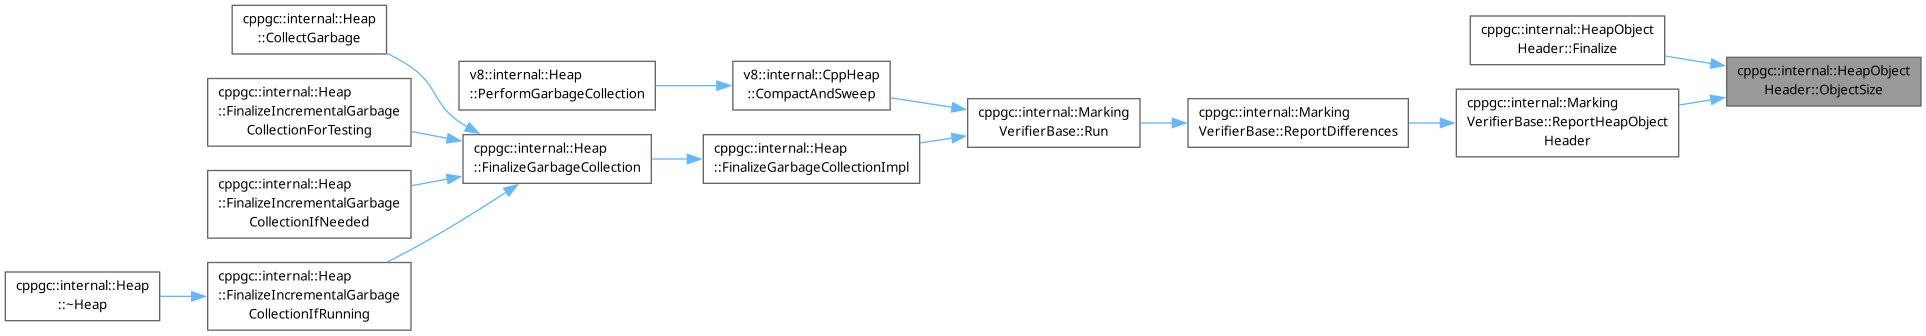 cppgc::internal::Heap
::CollectGarbage
cppgc::internal::Heap
::FinalizeIncrementalGarbage
CollectionForTesting
cppgc::internal::Heap
::FinalizeIncrementalGarbage
CollectionIfNeeded
cppgc::internal::Heap
::FinalizeIncrementalGarbage
CollectionIfRunning
cppgc::internal::Heap
::~Heap
v8::internal::Heap
::PerformGarbageCollection
cppgc::internal::Heap
::FinalizeGarbageCollection
v8::internal::CppHeap
::CompactAndSweep
cppgc::internal::Heap
::FinalizeGarbageCollectionImpl
cppgc::internal::Marking
VerifierBase::Run
cppgc::internal::Marking
VerifierBase::ReportDifferences
cppgc::internal::HeapObject
Header::Finalize
cppgc::internal::Marking
VerifierBase::ReportHeapObject
Header
cppgc::internal::HeapObject
Header::ObjectSize